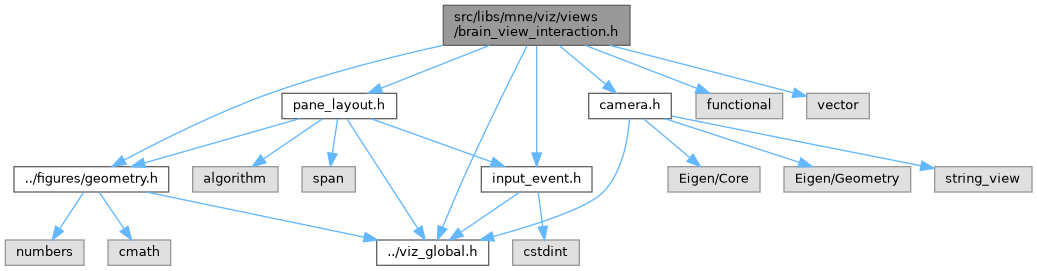 src/libs/mne/viz/views
/brain_view_interaction.h
pane_layout.h
camera.h
functional
vector
../figures/geometry.h
algorithm
span
input_event.h
Eigen/Core
Eigen/Geometry
string_view
numbers
cmath
../viz_global.h
cstdint